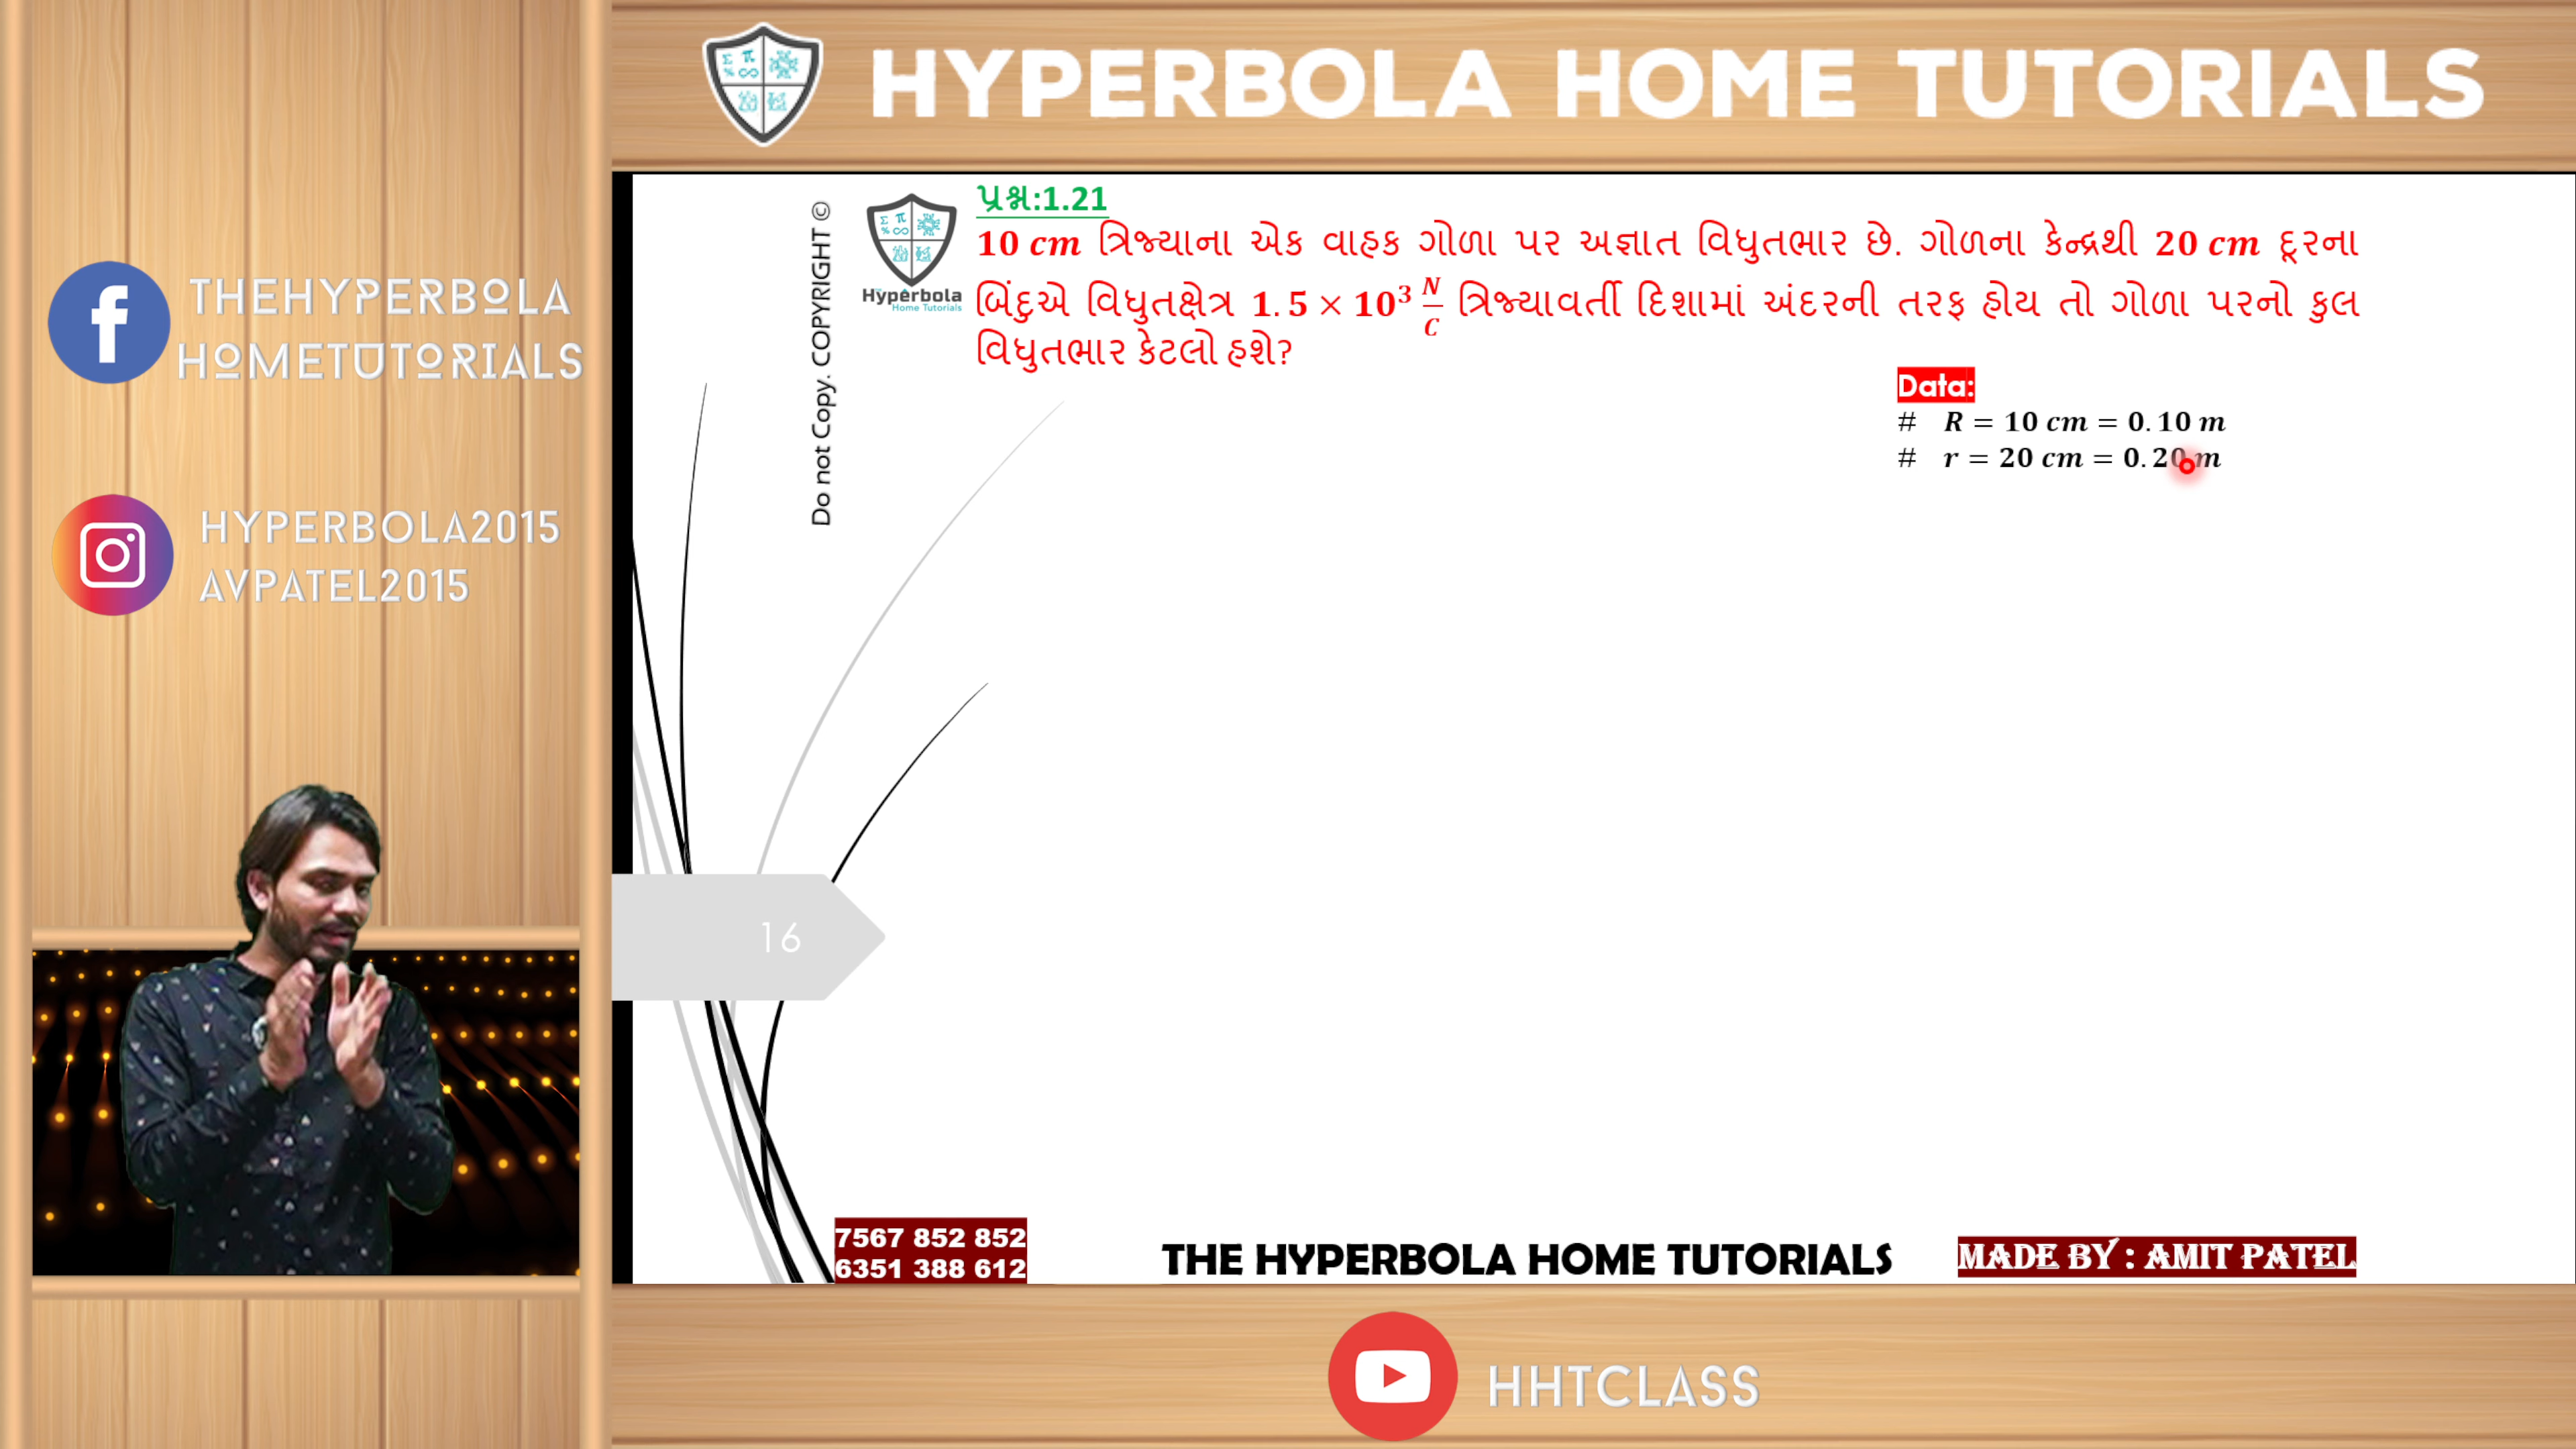 HYPERBOLA HOME TUTORIALS
THEHYPERBOLA
HOMETUTORIALS
HYPERBOLA2015
AVPATEL2015
Do not Copy. COPYRIGHT ©
Hyperbola
Home Tutorials
પ્રશ્ન:1.21
10 cm ત્રિજ્યાના એક વાહક ગોળા પર અજ્ઞાત વિધુતભાર છે. ગોળના કેન્દ્રથી 20 cm દૂરના
બિંદુએ વિધુતક્ષેત્ર 1.5 × 10³ N/C ત્રિજ્યાવર્તી દિશામાં અંદરની તરફ હોય તો ગોળા પરનો કુલ
વિધુતભાર કેટલો હશે?
Data:
# R = 10 cm = 0.10 m
# r = 20 cm = 0.20 m
16
7567 852 852
6351 388 612
THE HYPERBOLA HOME TUTORIALS
MADE BY : AMIT PATEL
HHTCLASS